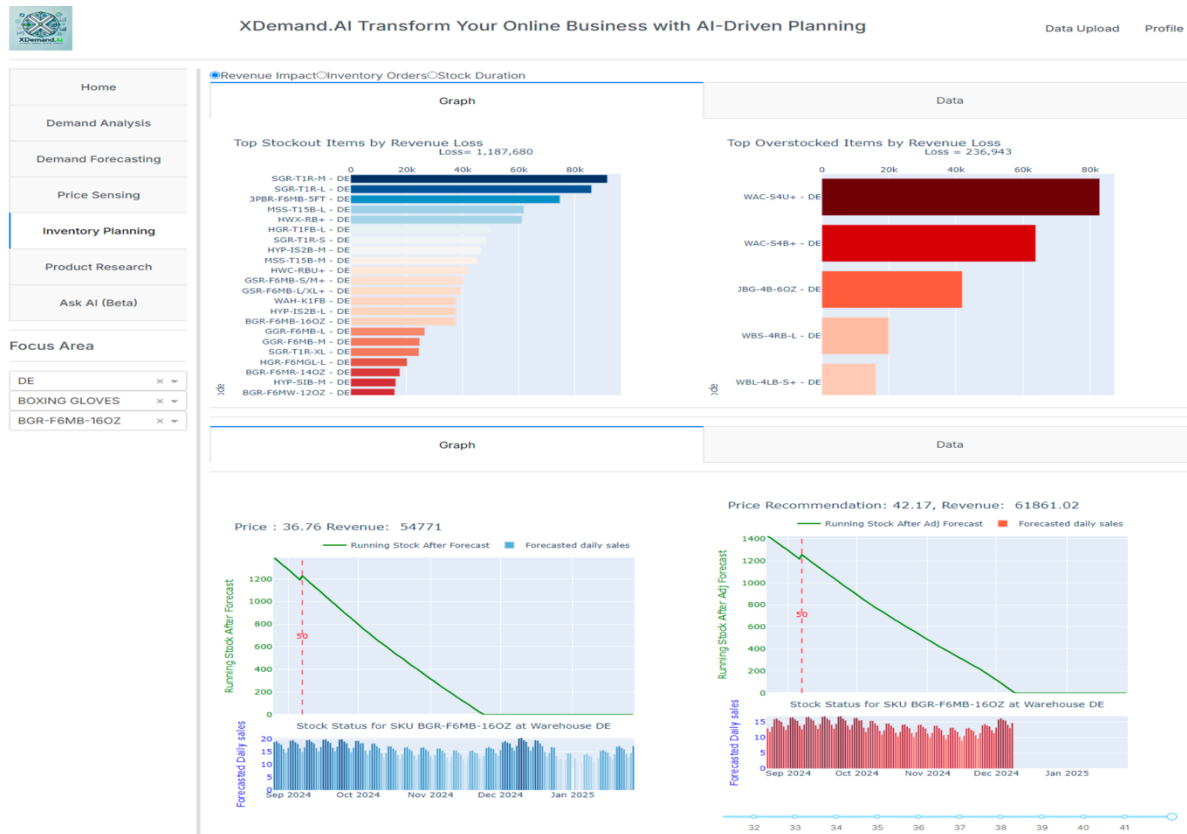 XDemand.AI
XDemand.AI Transform Your Online Business with AI-Driven Planning
Data Upload
Profile
Home
Demand Analysis
Demand Forecasting
Price Sensing
Inventory Planning
Product Research
Ask AI (Beta)
Focus Area
DE
BOXING GLOVES
BGR-F6MB-16OZ
Revenue Impact Inventory Orders Stock Duration
Graph
Data
Top Stockout Items by Revenue Loss
Loss= 1,187,680
0 20k 40k 60k 80k
SGR-T1R-M - DE
SGR-T1R-L - DE
3PBR-F6MB-5FT - DE
MSS-T15B-L - DE
HWX-RB+ - DE
HGR-T1FB-L - DE
SGR-T1R-S - DE
HYP-IS2B-M - DE
MSS-T15B-M - DE
HWC-RBU+ - DE
GSR-F6MB-S/M+ - DE
GSR-F6MB-L/XL+ - DE
WAH-K1FB - DE
HYP-IS2B-L - DE
BGR-F6MB-16OZ - DE
GGR-F6MB-L - DE
GGR-F6MB-M - DE
SGR-T1R-XL - DE
HGR-F6MGL-L - DE
BGR-F6MR-14OZ - DE
HYP-SIB-M - DE
BGR-F6MW-12OZ - DE
Top Overstocked Items by Revenue Loss
Loss = 236,943
0 20k 40k 60k 80k
WAC-S4U+ - DE
WAC-S4B+ - DE
JBG-4B-6OZ - DE
WBS-4RB-L - DE
WBL-4LB-S+ - DE
Graph
Data
Price : 36.76 Revenue: 54771
Running Stock After Forecast
Forecasted daily sales
Running Stock After Forecast
1200
1000
800
600
400
200
0
50
Stock Status for SKU BGR-F6MB-16OZ at Warehouse DE
Forecasted Daily sales
20
15
10
5
0
Sep 2024 Oct 2024 Nov 2024 Dec 2024 Jan 2025
Price Recommendation: 42.17, Revenue: 61861.02
Running Stock After Adj Forecast
Forecasted daily sales
Running Stock After Adj Forecast
1400
1200
1000
800
600
400
200
0
50
Stock Status for SKU BGR-F6MB-16OZ at Warehouse DE
Forecasted Daily sales
15
10
5
0
Sep 2024 Oct 2024 Nov 2024 Dec 2024 Jan 2025
32 33 34 35 36 37 38 39 40 41